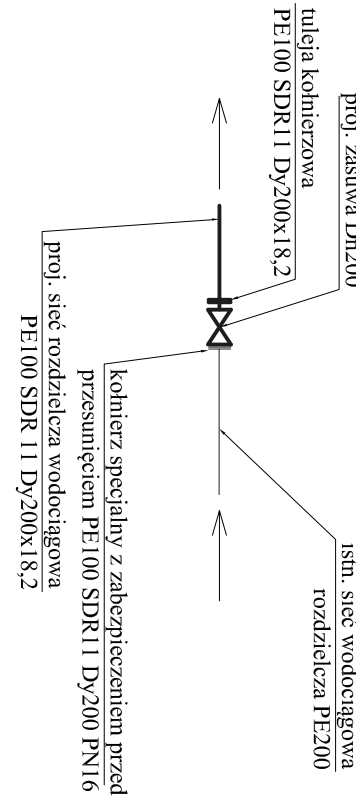 proj. zasuwa Dn200
tuleja kołnierzowa
PE100 SDR11 Dy200x18,2
istn. sieć wodociągowa
rozdzielcza PE200
kołnierz specjalny z zabezpieczeniem przed
przesunięciem PE100 SDR11 Dy200 PN16
proj. sieć rozdzielcza wodociągowa
PE100 SDR 11 Dy200x18,2